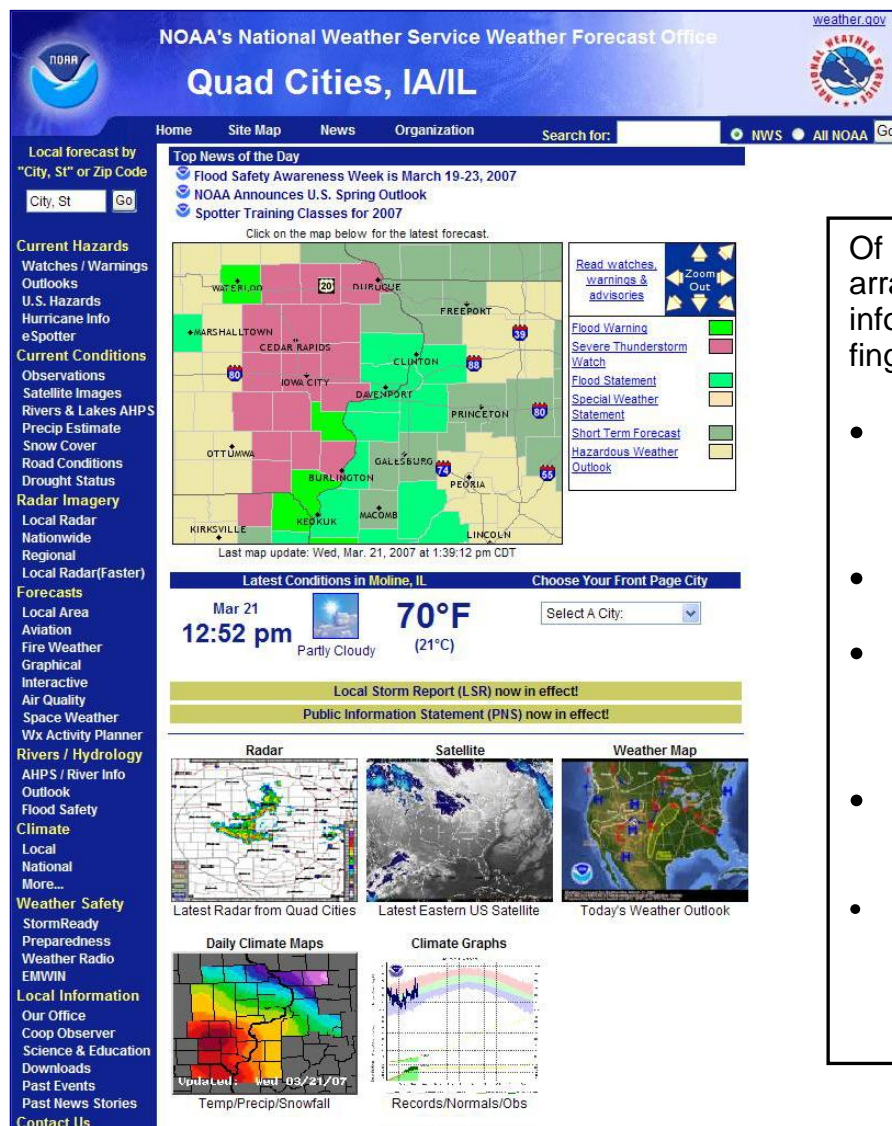 weather.gov
NOAA's National Weather Service Weather Forecast Office
NOAA
Quad Cities, IA/IL
Home Site Map News Organization Search for: NWS All NOAA Go
Local forecast by
"City, St" or Zip Code
City, St Go
Current Hazards
Watches / Warnings
Outlooks
U.S. Hazards
Hurricane Info
eSpotter
Current Conditions
Observations
Satellite Images
Rivers & Lakes AHPS
Precip Estimate
Snow Cover
Road Conditions
Drought Status
Radar Imagery
Local Radar
Nationwide
Regional
Local Radar(Faster)
Forecasts
Local Area
Aviation
Fire Weather
Graphical
Interactive
Air Quality
Space Weather
Wx Activity Planner
Rivers / Hydrology
AHPS / River Info
Outlook
Flood Safety
Climate
Local
National
More...
Weather Safety
StormReady
Preparedness
Weather Radio
EMWIN
Local Information
Our Office
Coop Observer
Science & Education
Downloads
Past Events
Past News Stories
Contact Us
Top News of the Day
Flood Safety Awareness Week is March 19-23, 2007
NOAA Announces U.S. Spring Outlook
Spotter Training Classes for 2007
Click on the map below for the latest forecast.
WATERLOO 20 DUBUQUE
FREEPORT
MARSHALLTOWN 39
CEDAR RAPIDS
CLINTON 88
80
IOWA CITY
DAVENPORT
PRINCETON 80
OTTUMWA
GALESBURG 74
BURLINGTON PEORIA 55
KEOKUK MACOMB
KIRKSVILLE LINCOLN
Last map update: Wed, Mar. 21, 2007 at 1:39:12 pm CDT
Read watches,
warnings &
advisories
Zoom
Out
Flood Warning
Severe Thunderstorm
Watch
Flood Statement
Special Weather
Statement
Short Term Forecast
Hazardous Weather
Outlook
Latest Conditions in Moline, IL Choose Your Front Page City
Mar 21
12:52 pm
Partly Cloudy
70°F
(21°C)
Select A City:
Local Storm Report (LSR) now in effect!
Public Information Statement (PNS) now in effect!
Radar Satellite Weather Map
H H H
Latest Radar from Quad Cities Latest Eastern US Satellite Today's Weather Outlook
Daily Climate Maps Climate Graphs
Updated: Wed 03/21/07
Temp/Precip/Snowfall Records/Normals/Obs
Of